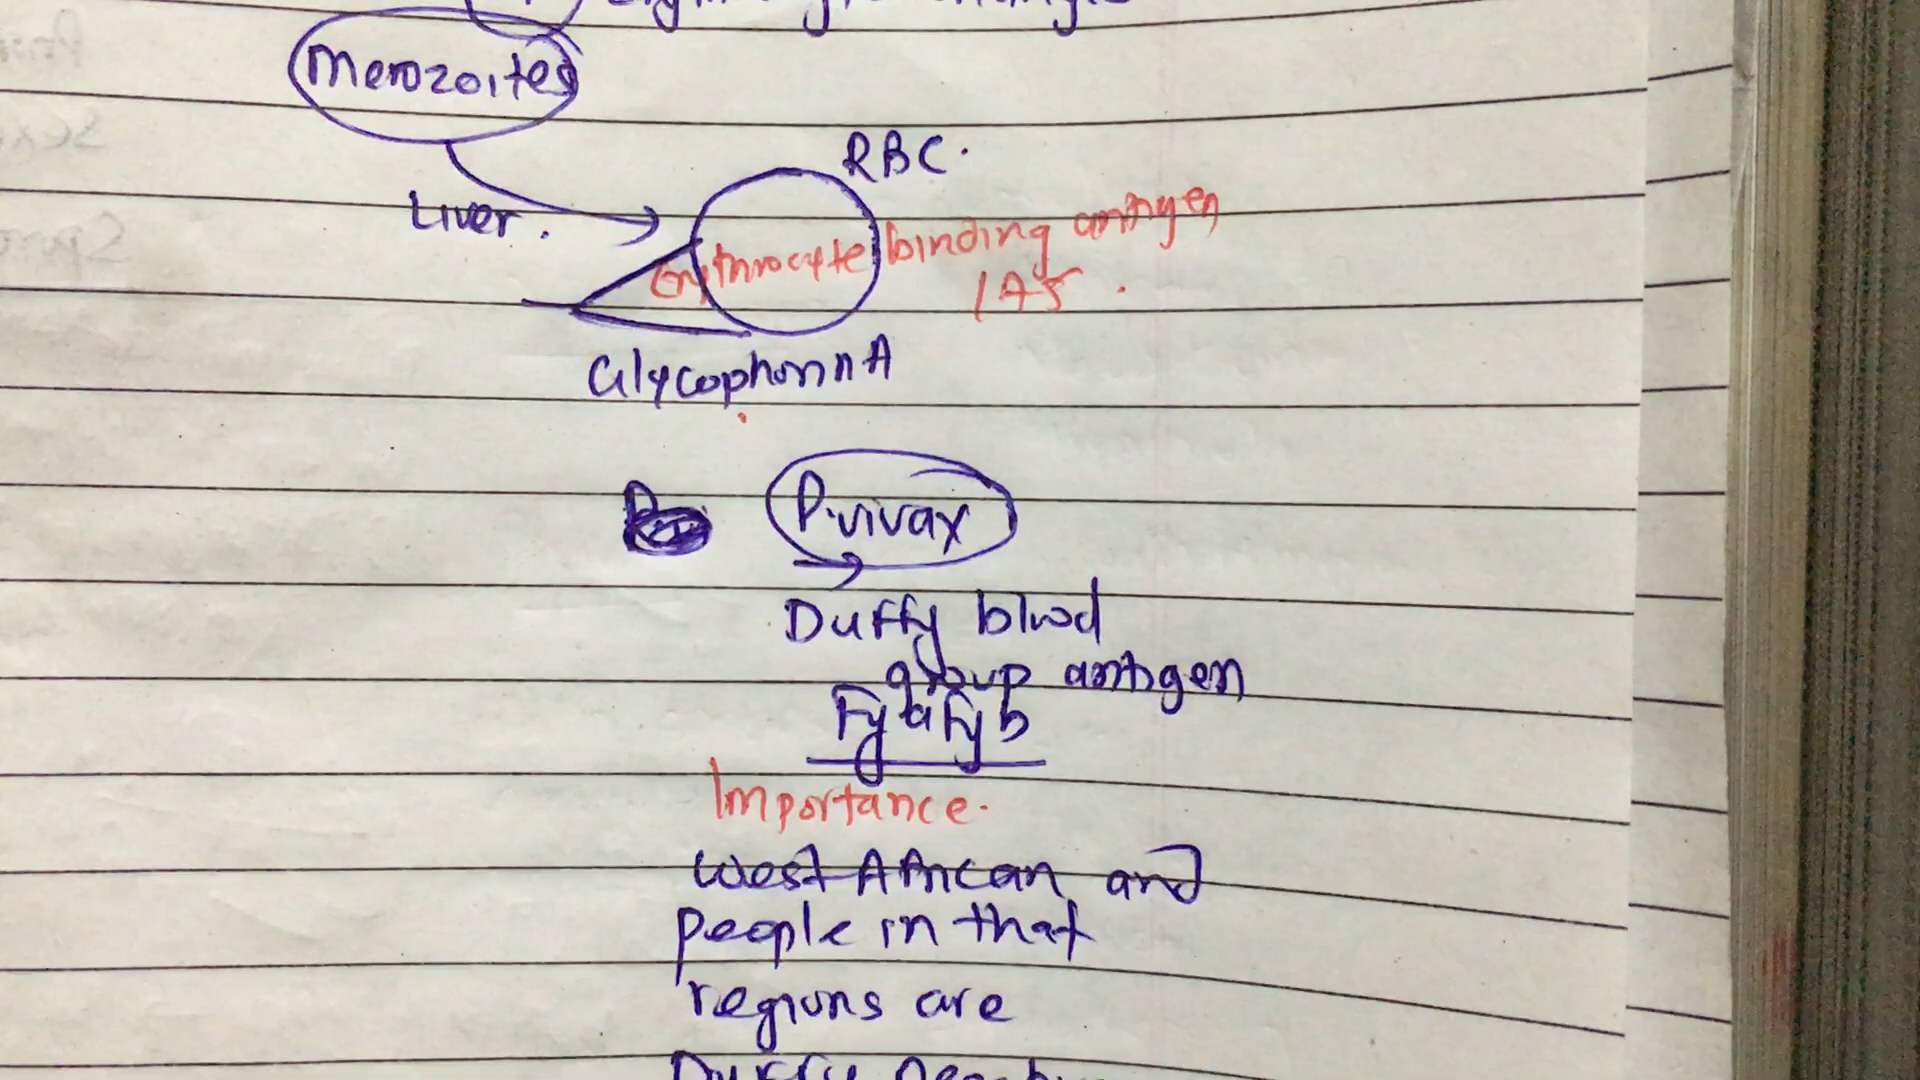 Merozoites
RBC.
Liver.
Erythrocyte binding antigen
175.
Glycophorin A
P.vivax
Duffy blood
group antigen
Fya Fyb
Importance.
West African and
people in that
regions are